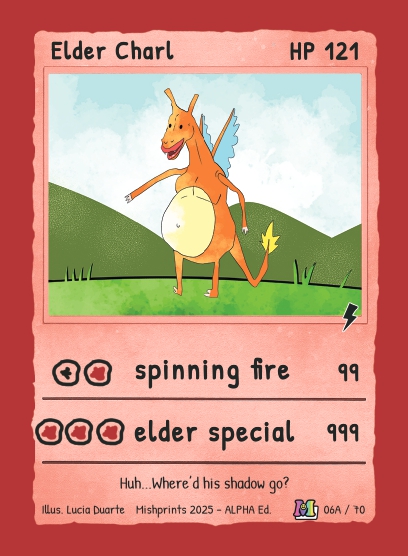 Elder Charl HP 121
spinning fire 99
elder special 999
Huh...Where'd his shadow go?
Illus. Lucia Duarte Mishprints 2025 - ALPHA Ed. M 06A / 70